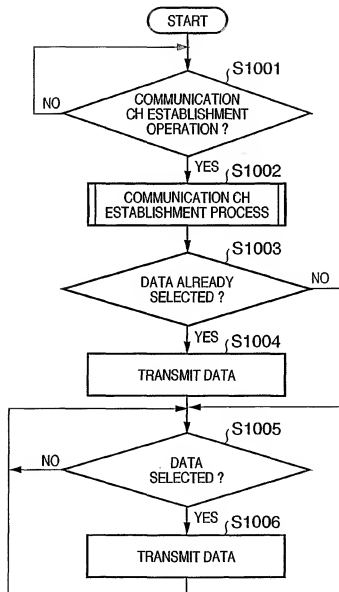 START
S1001
COMMUNICATION
CH ESTABLISHMENT
OPERATION ?
NO
YES
S1002
COMMUNICATION CH
ESTABLISHMENT PROCESS
S1003
DATA ALREADY
SELECTED ?
NO
YES
S1004
TRANSMIT DATA
S1005
DATA
SELECTED ?
NO
YES
S1006
TRANSMIT DATA